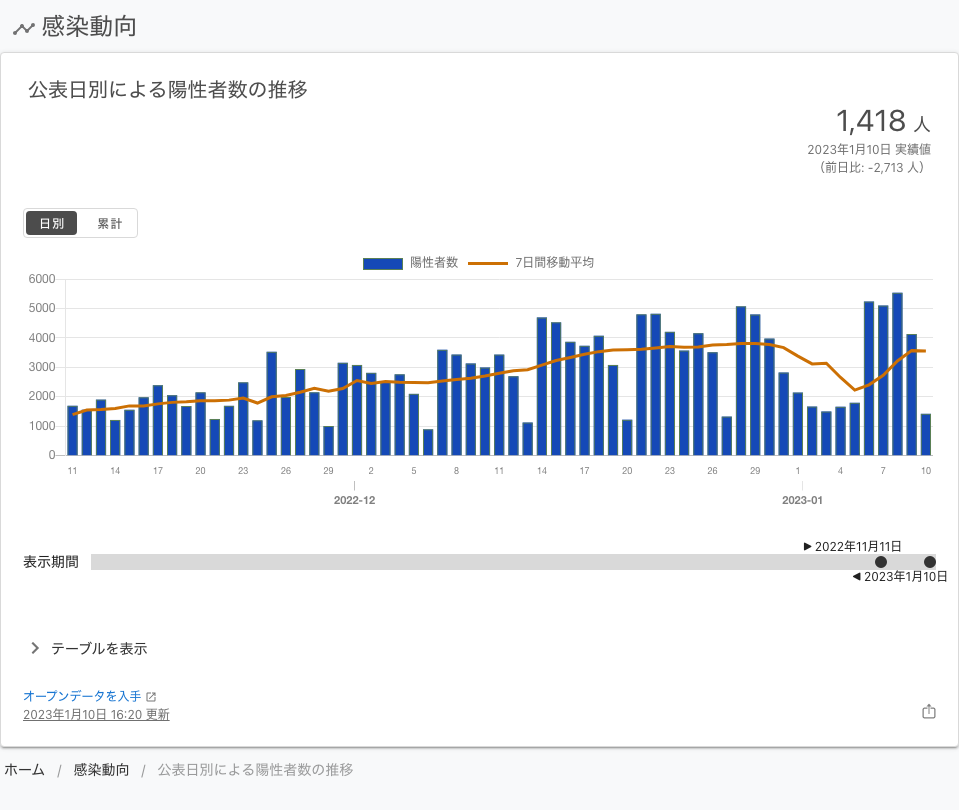 感染動向
公表日別による陽性者数の推移
1,418 人
2023年1月10日 実績値
（前日比: -2,713 人）
日別 累計
陽性者数 7日間移動平均
6000
5000
4000
3000
2000
1000
0
11 14 17 20 23 26 29 2 5 8 11 14 17 20 23 26 29 1 4 7 10
2022-12 2023-01
2022年11月11日
表示期間
2023年1月10日
テーブルを表示
オープンデータを入手
2023年1月10日 16:20 更新
ホーム / 感染動向 / 公表日別による陽性者数の推移